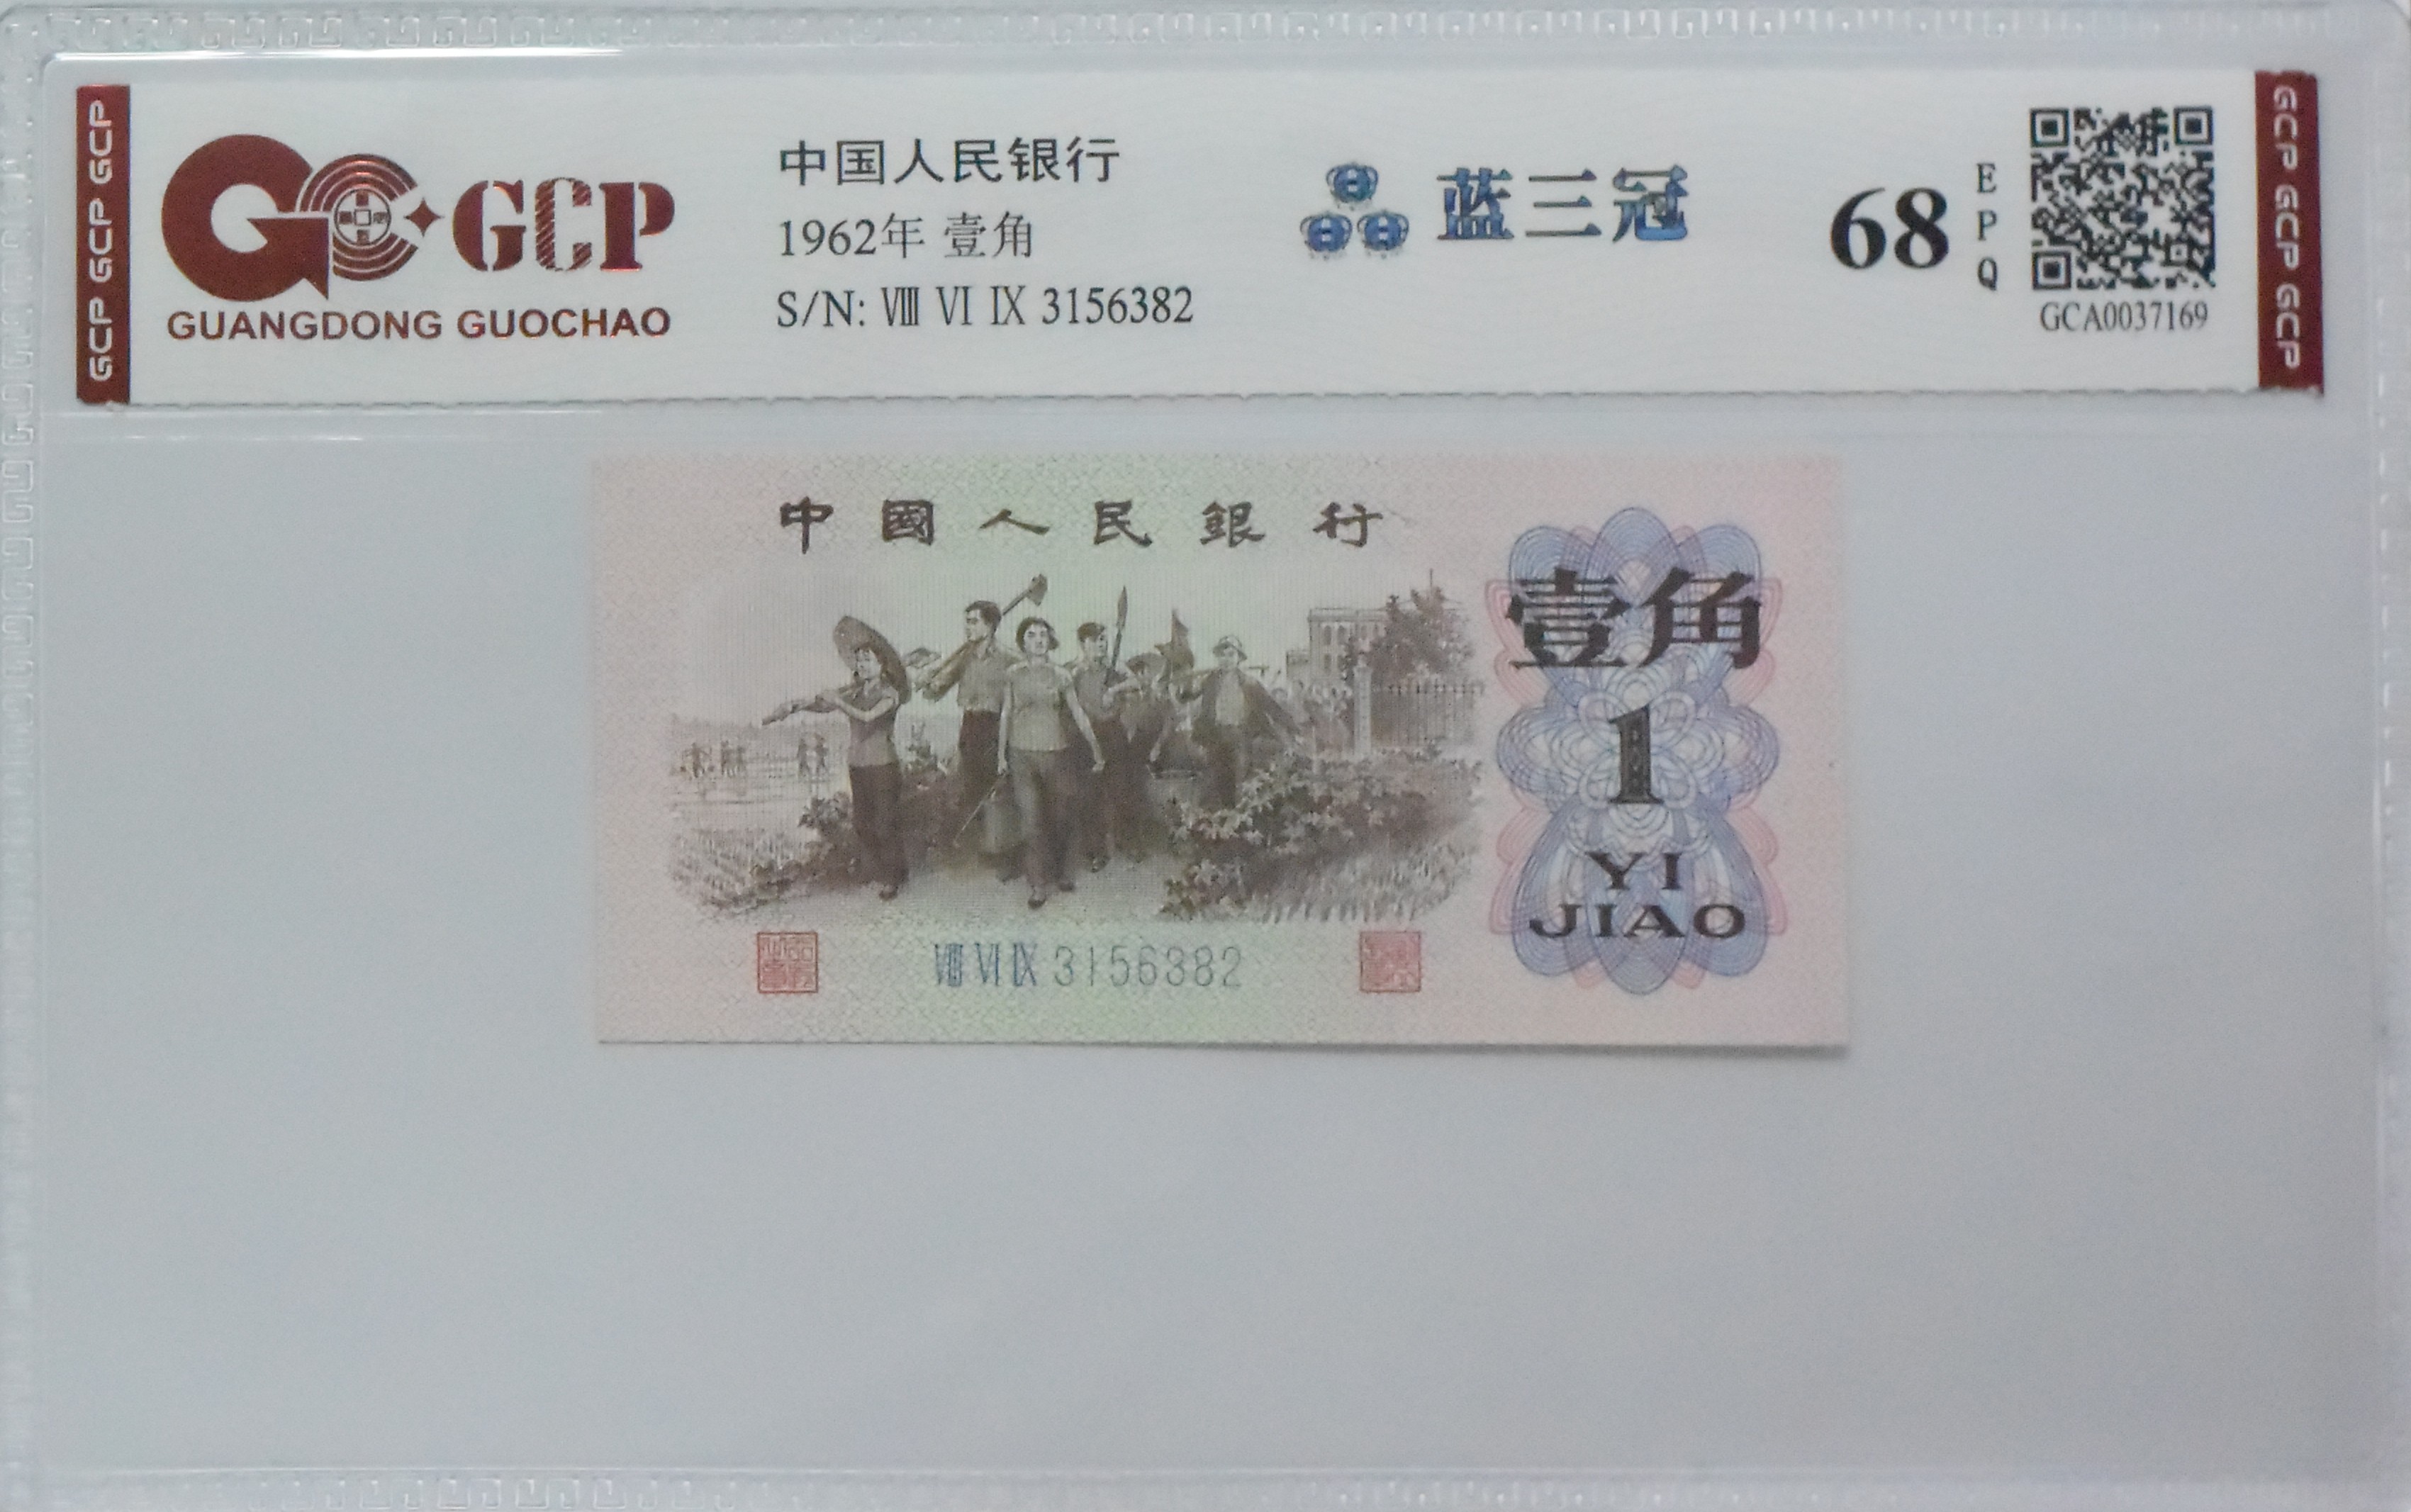 GCP GCP GCP
GCP
GUANGDONG GUOCHAO
中国人民银行
1962年 壹角
S/N: Ⅷ Ⅵ Ⅸ 3156382
蓝三冠
68
EPQ
GCA0037169
GCP GCP GCP
中國人民銀行
壹角
1
YI
JIAO
Ⅷ Ⅵ Ⅸ 3156382